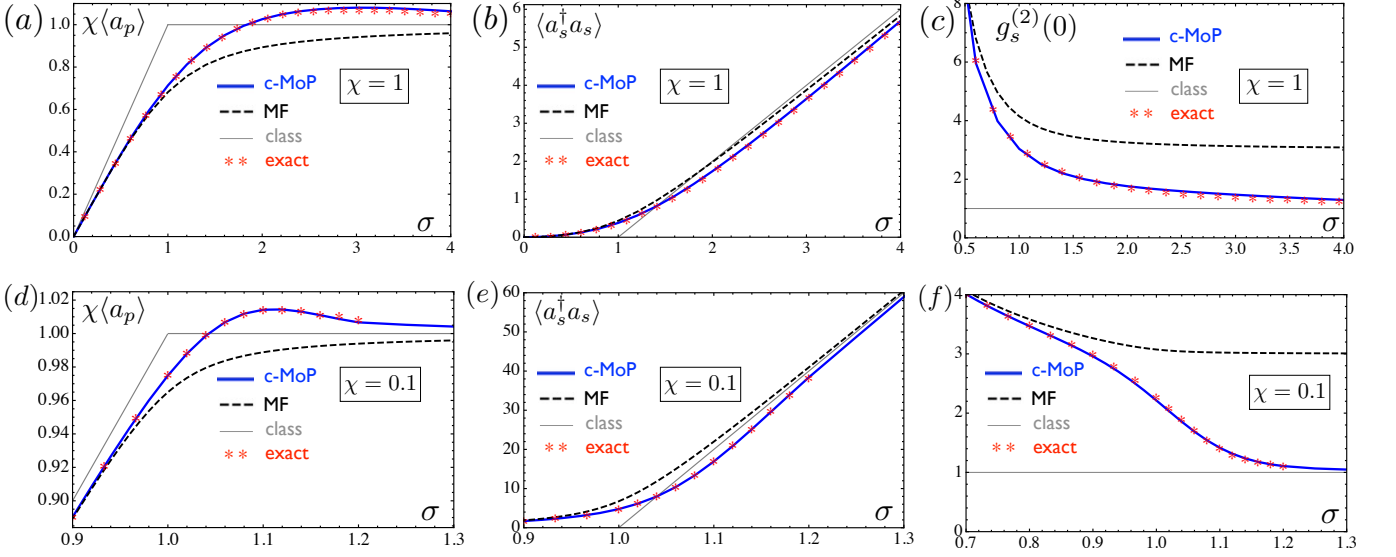 (a)
χ⟨a_p⟩
1.0
0.8
0.6
0.4
0.2
0.0
0
1
2
3
4
c-MoP
MF
class
** exact
χ = 1
σ
(b)
⟨a_s^†a_s⟩
6
5
4
3
2
1
0
0
1
2
3
4
c-MoP
MF
class
** exact
χ = 1
σ
(c)
g_s^{(2)}(0)
8
6
4
2
0
0.5
1.0
1.5
2.0
2.5
3.0
3.5
4.0
c-MoP
MF
class
** exact
χ = 1
σ
(d)
χ⟨a_p⟩
1.02
1.00
0.98
0.96
0.94
0.92
0.90
0.9
1.0
1.1
1.2
1.3
c-MoP
MF
class
** exact
χ = 0.1
σ
(e)
⟨a_s^†a_s⟩
60
50
40
30
20
10
0
0.9
1.0
1.1
1.2
1.3
c-MoP
MF
class
** exact
χ = 0.1
σ
(f)
4
3
2
1
0
0.7
0.8
0.9
1.0
1.1
1.2
1.3
c-MoP
MF
class
** exact
χ = 0.1
σ